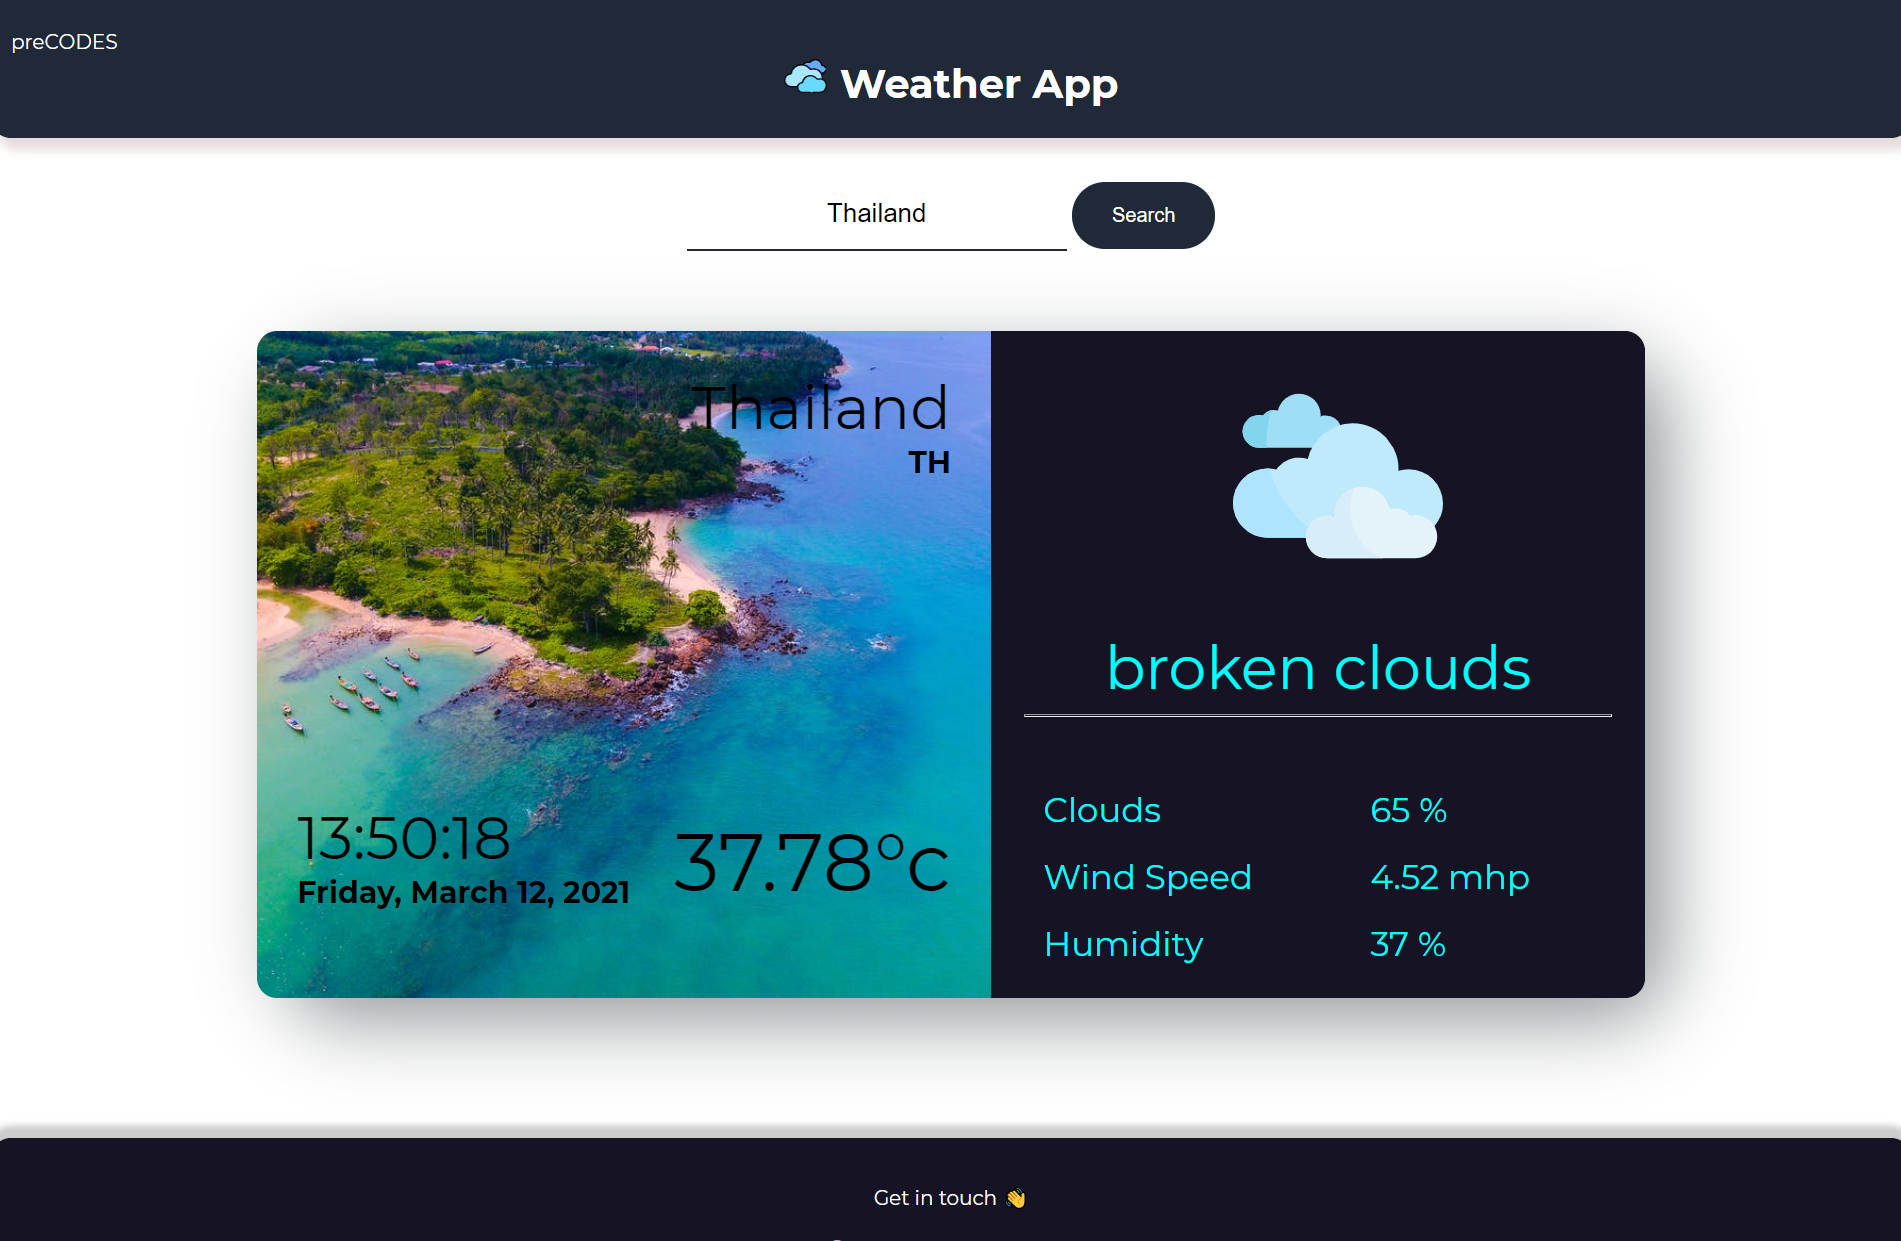 preCODES
Weather App
Thailand
Search
Thailand
TH
13:50:18
Friday, March 12, 2021
37.78°c
broken clouds
Clouds 65 %
Wind Speed 4.52 mhp
Humidity 37 %
Get in touch 👋